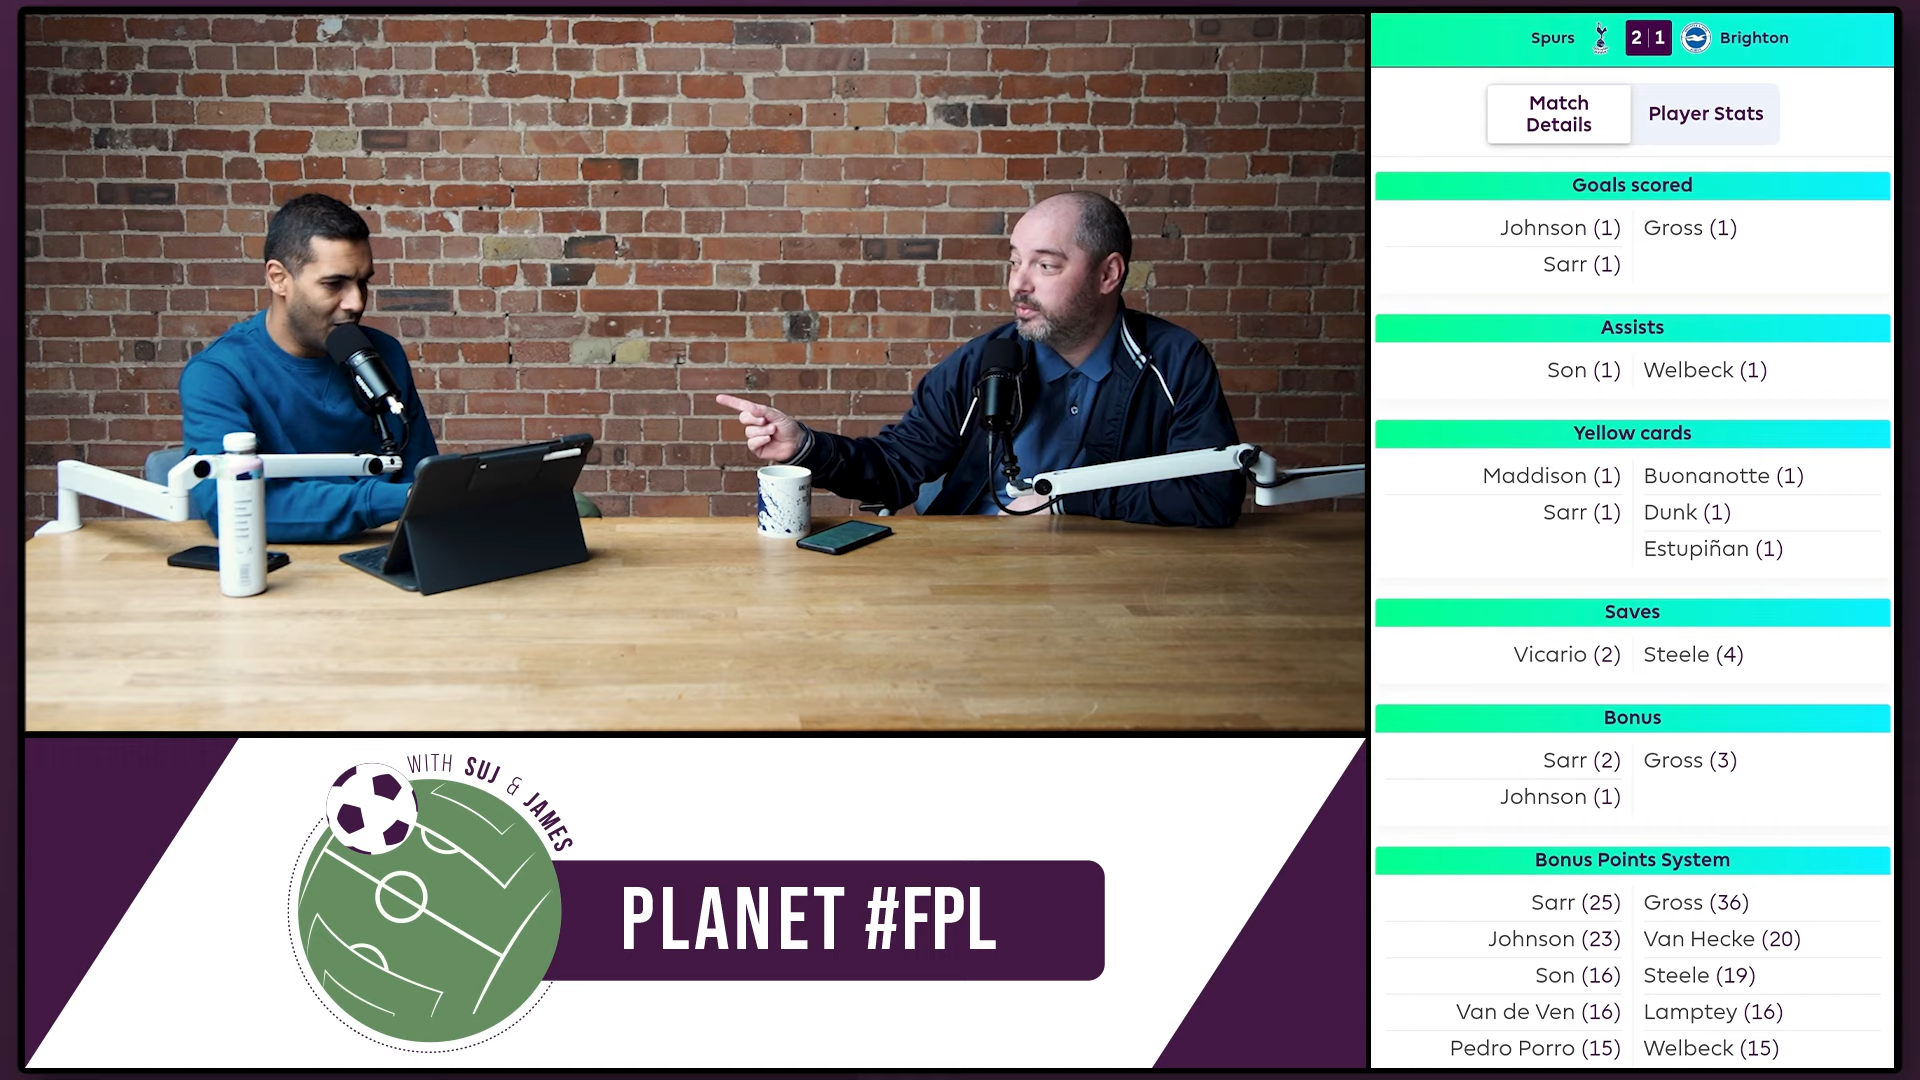 Spurs 2 1 Brighton
Match Details
Player Stats
Goals scored
Johnson (1) Gross (1)
Sarr (1)
Assists
Son (1) Welbeck (1)
Yellow cards
Maddison (1) Buonanotte (1)
Sarr (1) Dunk (1)
Estupiñan (1)
Saves
Vicario (2) Steele (4)
Bonus
Sarr (2) Gross (3)
Johnson (1)
Bonus Points System
Sarr (25) Gross (36)
Johnson (23) Van Hecke (20)
Son (16) Steele (19)
Van de Ven (16) Lamptey (16)
Pedro Porro (15) Welbeck (15)
WITH SUJ & JAMES
PLANET #FPL